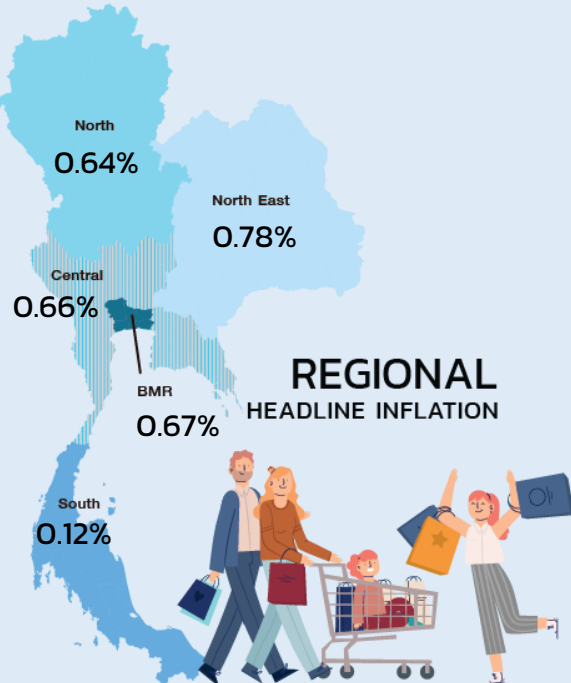 North
0.64%
North East
0.78%
Central
0.66%
BMR
0.67%
REGIONAL
HEADLINE INFLATION
South
0.12%